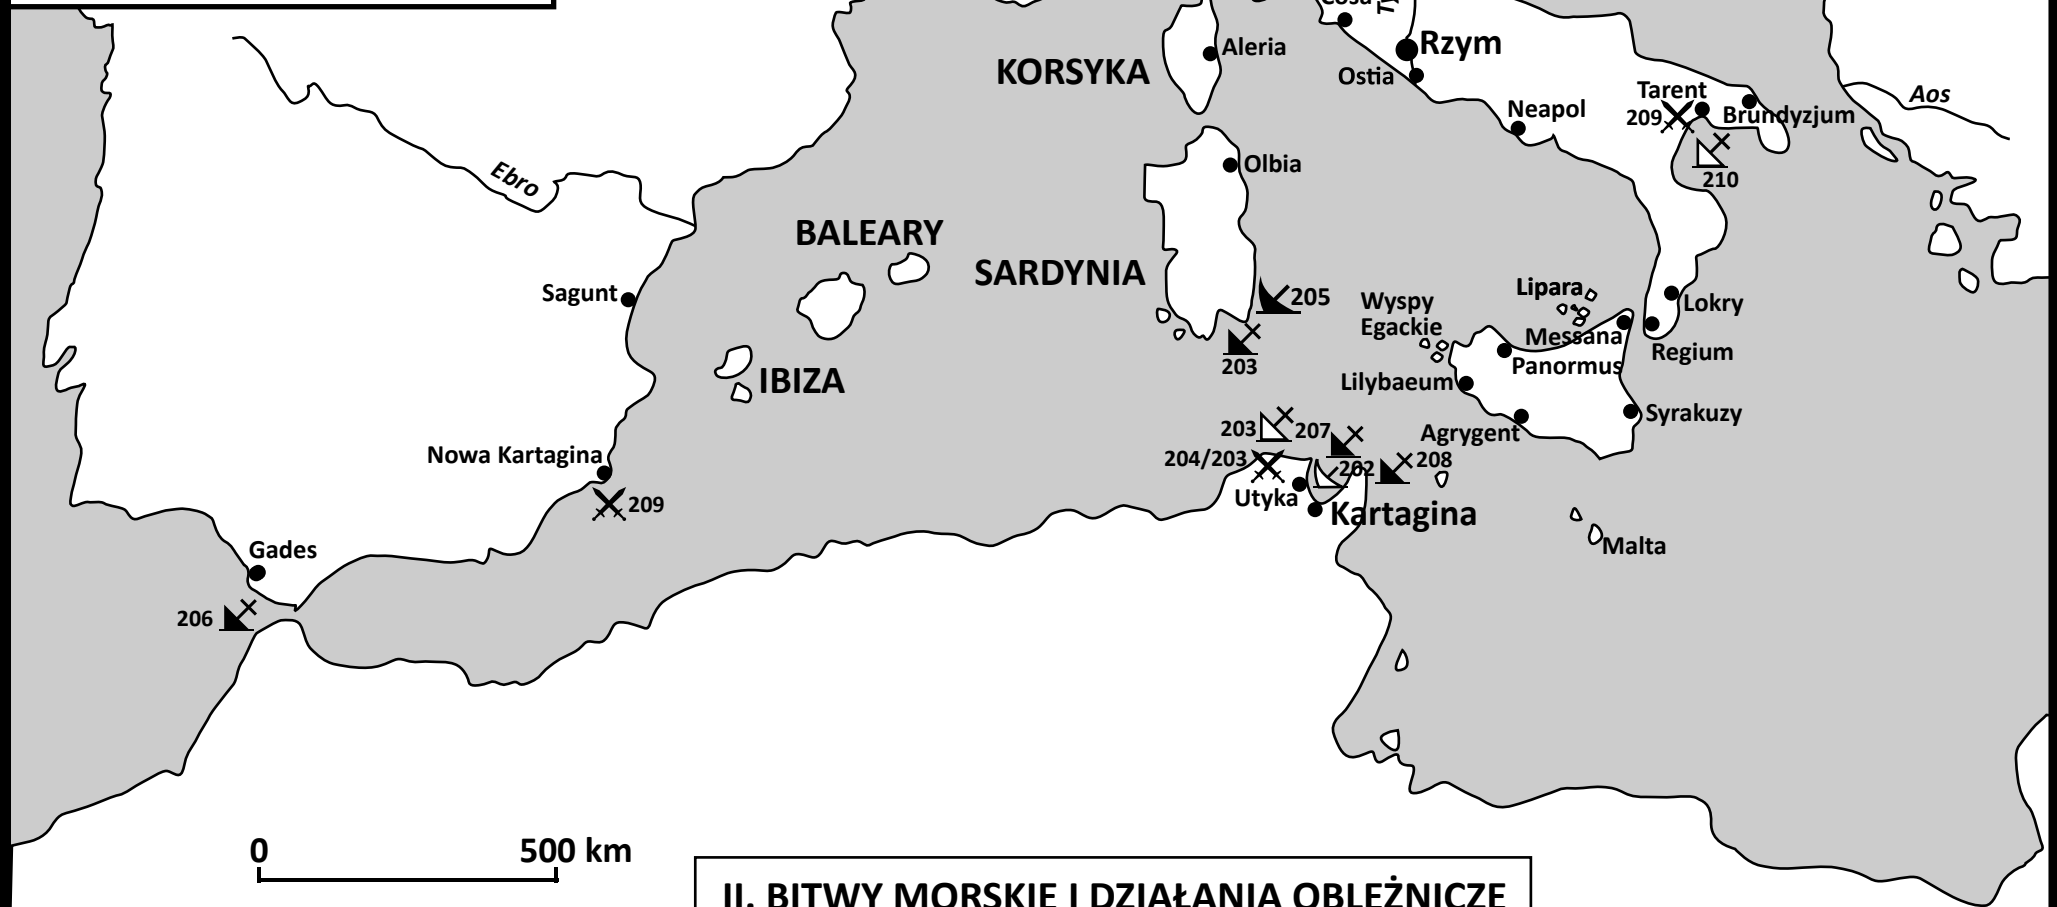 Cosa
Aleria
Rzym
KORSYKA
Ostia
Tarent
Aos
Neapol
209
Brundyzjum
Ebro
Olbia
210
BALEARY
SARDYNIA
Sagunt
205
Wyspy
Egackie
Lipara
Lokry
Messana
203
Regium
Panormus
IBIZA
Lilybaeum
Syrakuzy
203
207
Agrygent
Nowa Kartagina
204/203
202
208
209
Utyka
Kartagina
Gades
Malta
206
0
500 km
II. BITWY MORSKIE I DZIAŁANIA OBLĘŻNICZE